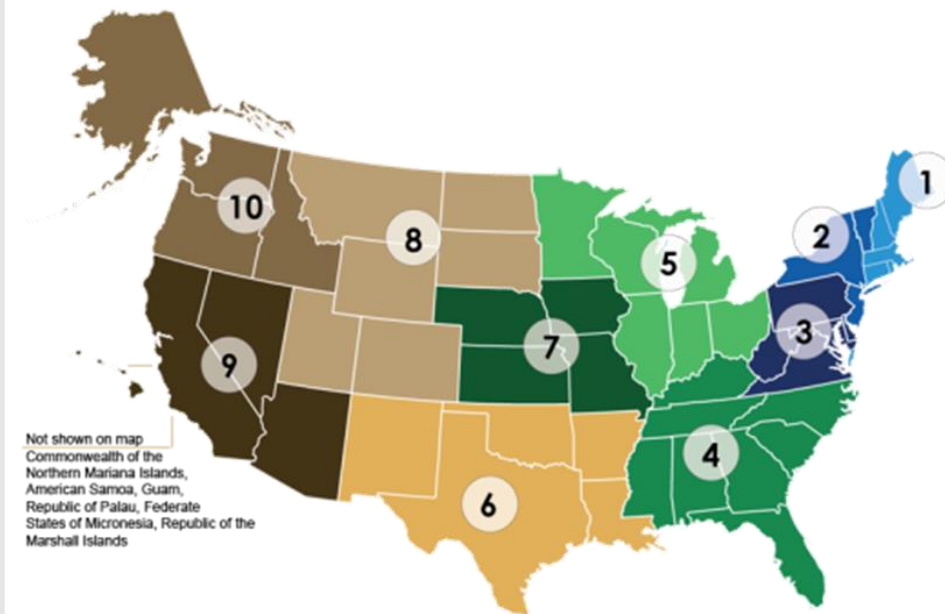 1
2
10
8
5
3
7
9
4
6
Not shown on map
Commonwealth of the
Northern Mariana Islands,
American Samoa, Guam,
Republic of Palau, Federate
States of Micronesia, Republic of the
Marshall Islands